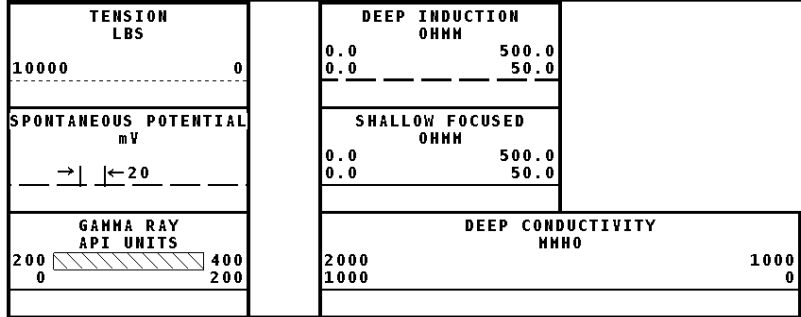 TENSION
LBS
10000 0
SPONTANEOUS POTENTIAL
mV
→| |←20
GAMMA RAY
API UNITS
200 400
0 200
DEEP INDUCTION
OHMM
0.0 500.0
0.0 50.0
SHALLOW FOCUSED
OHMM
0.0 500.0
0.0 50.0
DEEP CONDUCTIVITY
MMHO
2000 1000
1000 0